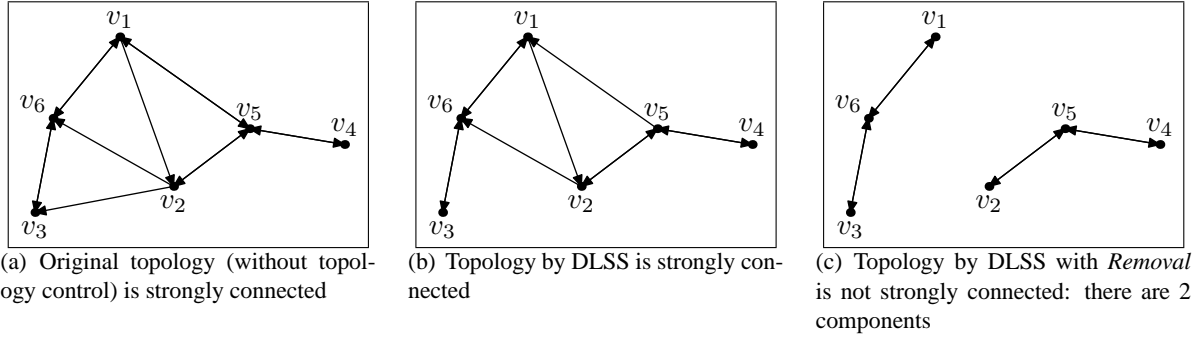 v1
v6
v5
v4
v2
v3
(a) Original topology (without topol-
ogy control) is strongly connected
v1
v6
v5
v4
v2
v3
(b) Topology by DLSS is strongly con-
nected
v1
v6
v5
v4
v2
v3
(c) Topology by DLSS with Removal
is not strongly connected: there are 2
components